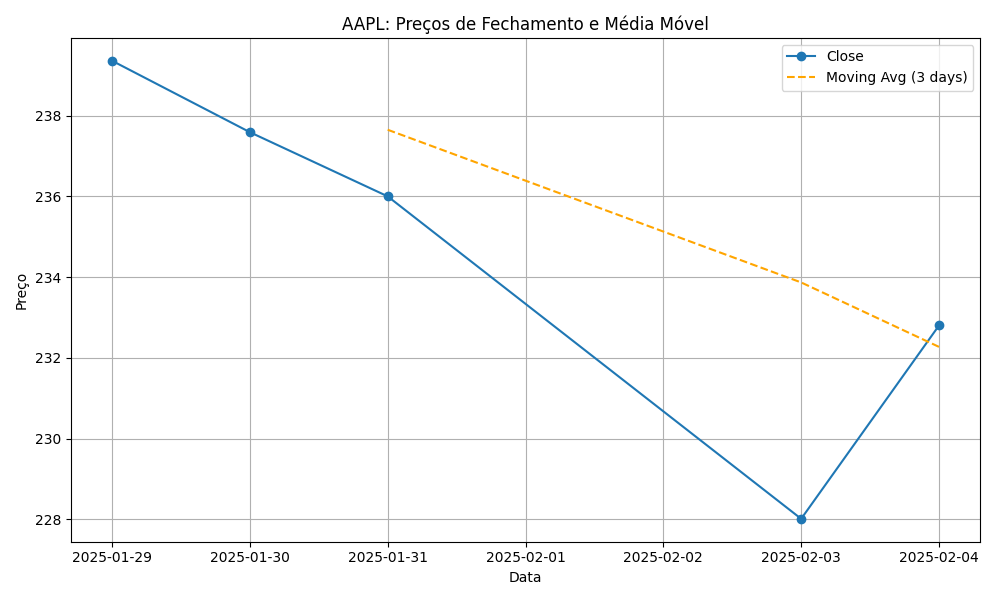 AAPL: Preços de Fechamento e Média Móvel
Close
Moving Avg (3 days)
Preço
238
236
234
232
230
228
2025-01-29
2025-01-30
2025-01-31
2025-02-01
2025-02-02
2025-02-03
2025-02-04
Data